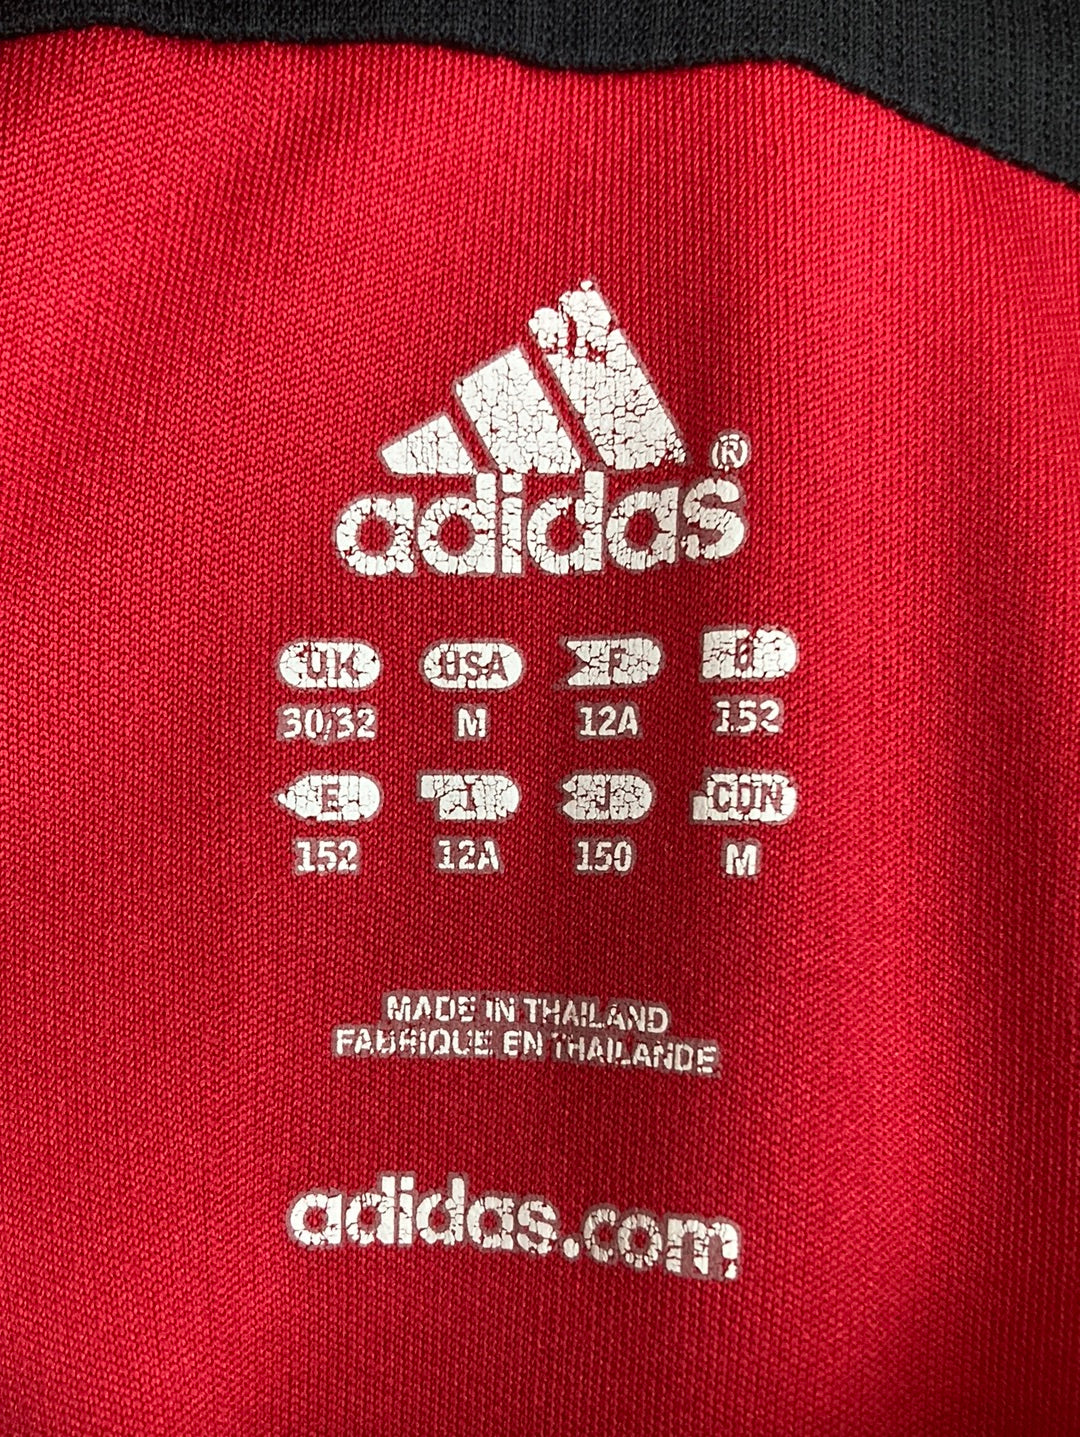 adidas®
UK USA F D
30/32 M 12A 152
E I J CDN
152 12A 150 M
MADE IN THAILAND
FABRIQUE EN THAILANDE
adidas.com